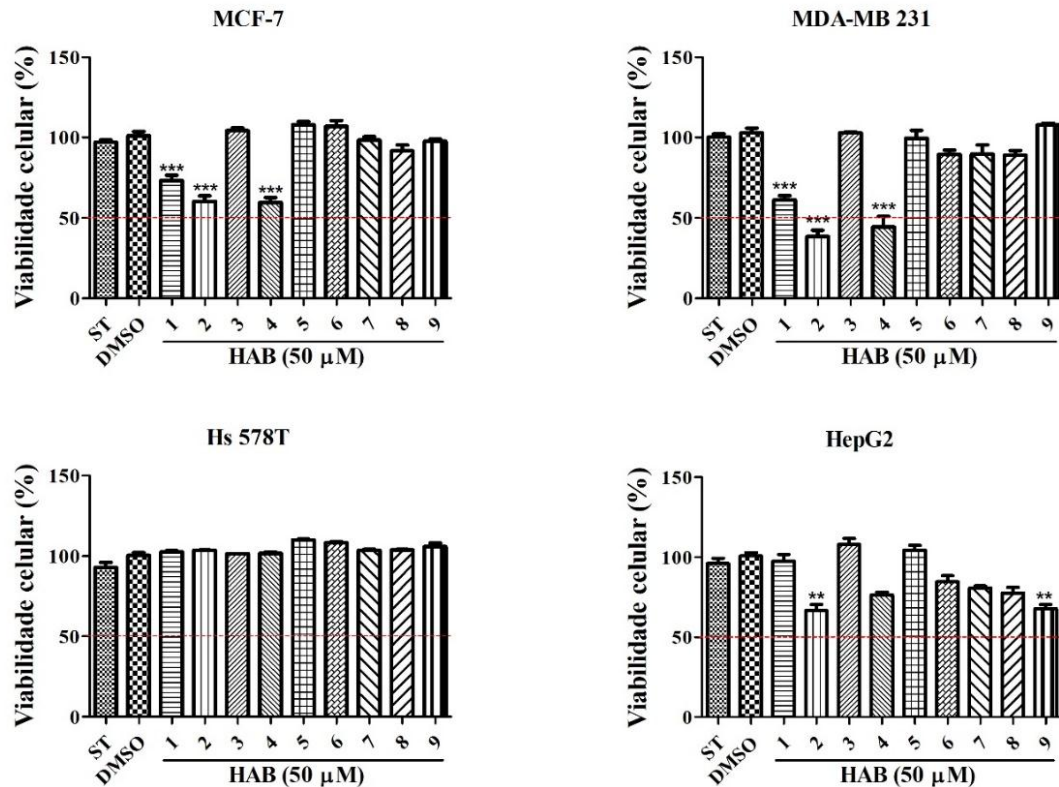 MCF-7
Viabilidade celular (%)
150
100
50
0
*** *** ***
ST DMSO 1 2 3 4 5 6 7 8 9
HAB (50 μM)
MDA-MB 231
Viabilidade celular (%)
150
100
50
0
*** *** ***
ST DMSO 1 2 3 4 5 6 7 8 9
HAB (50 μM)
Hs 578T
Viabilidade celular (%)
150
100
50
0
ST DMSO 1 2 3 4 5 6 7 8 9
HAB (50 μM)
HepG2
Viabilidade celular (%)
150
100
50
0
** **
ST DMSO 1 2 3 4 5 6 7 8 9
HAB (50 μM)